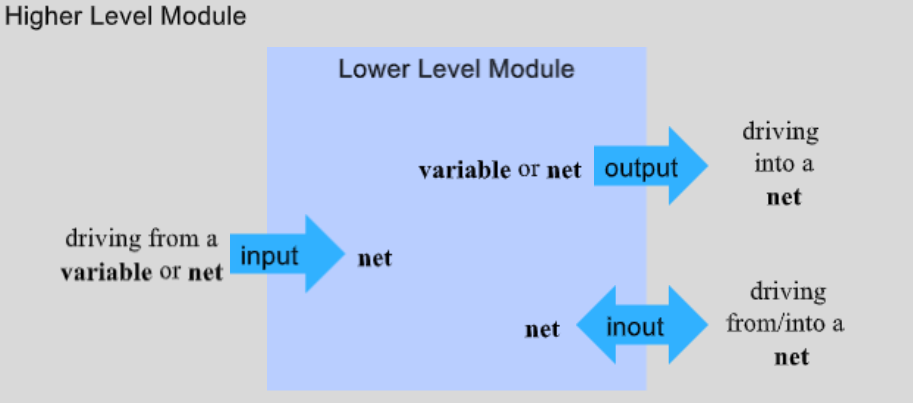 Higher Level Module
Lower Level Module
variable or net
output
driving
into a
net
driving from a
variable or net
input
net
net
inout
driving
from/into a
net